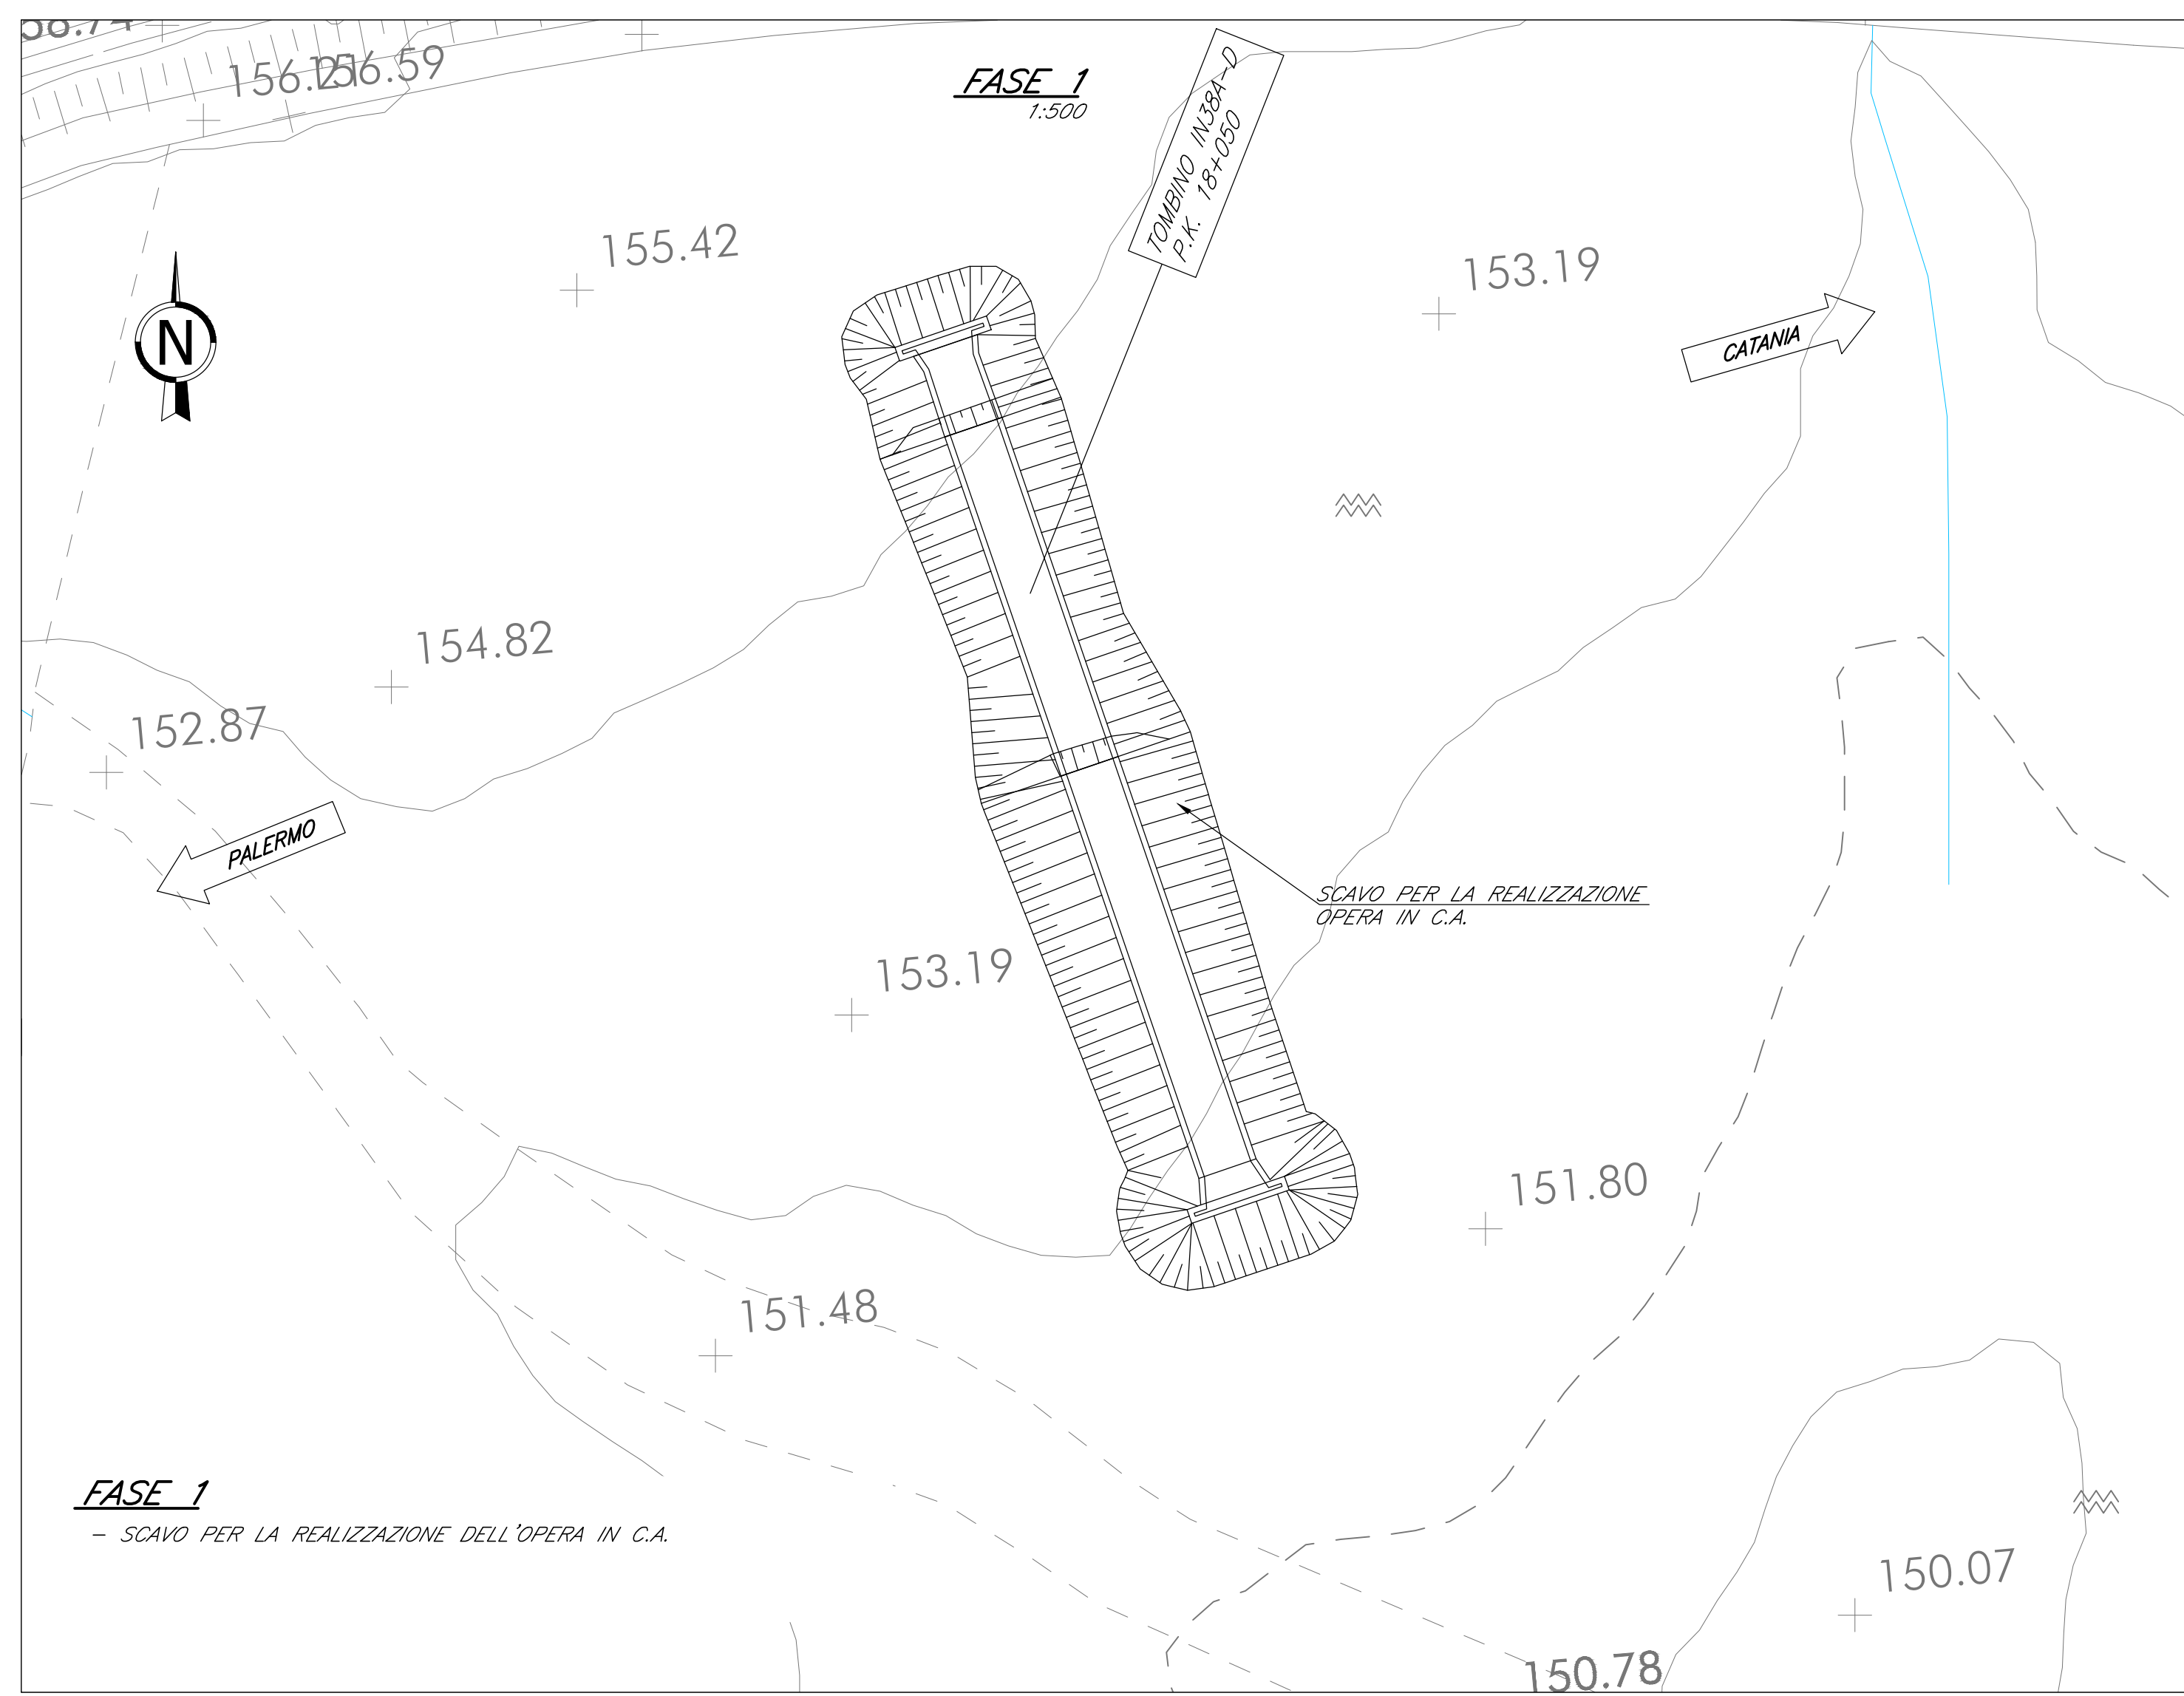 156.59
FASE 1
1:500
TOMBINO IN38A-D
P.K. 18+050
155.42
153.19
N
CATANIA
154.82
152.87
PALERMO
SCAVO PER LA REALIZZAZIONE
OPERA IN C.A.
153.19
151.80
151.48
FASE 1
- SCAVO PER LA REALIZZAZIONE DELL'OPERA IN C.A.
150.07
150.78